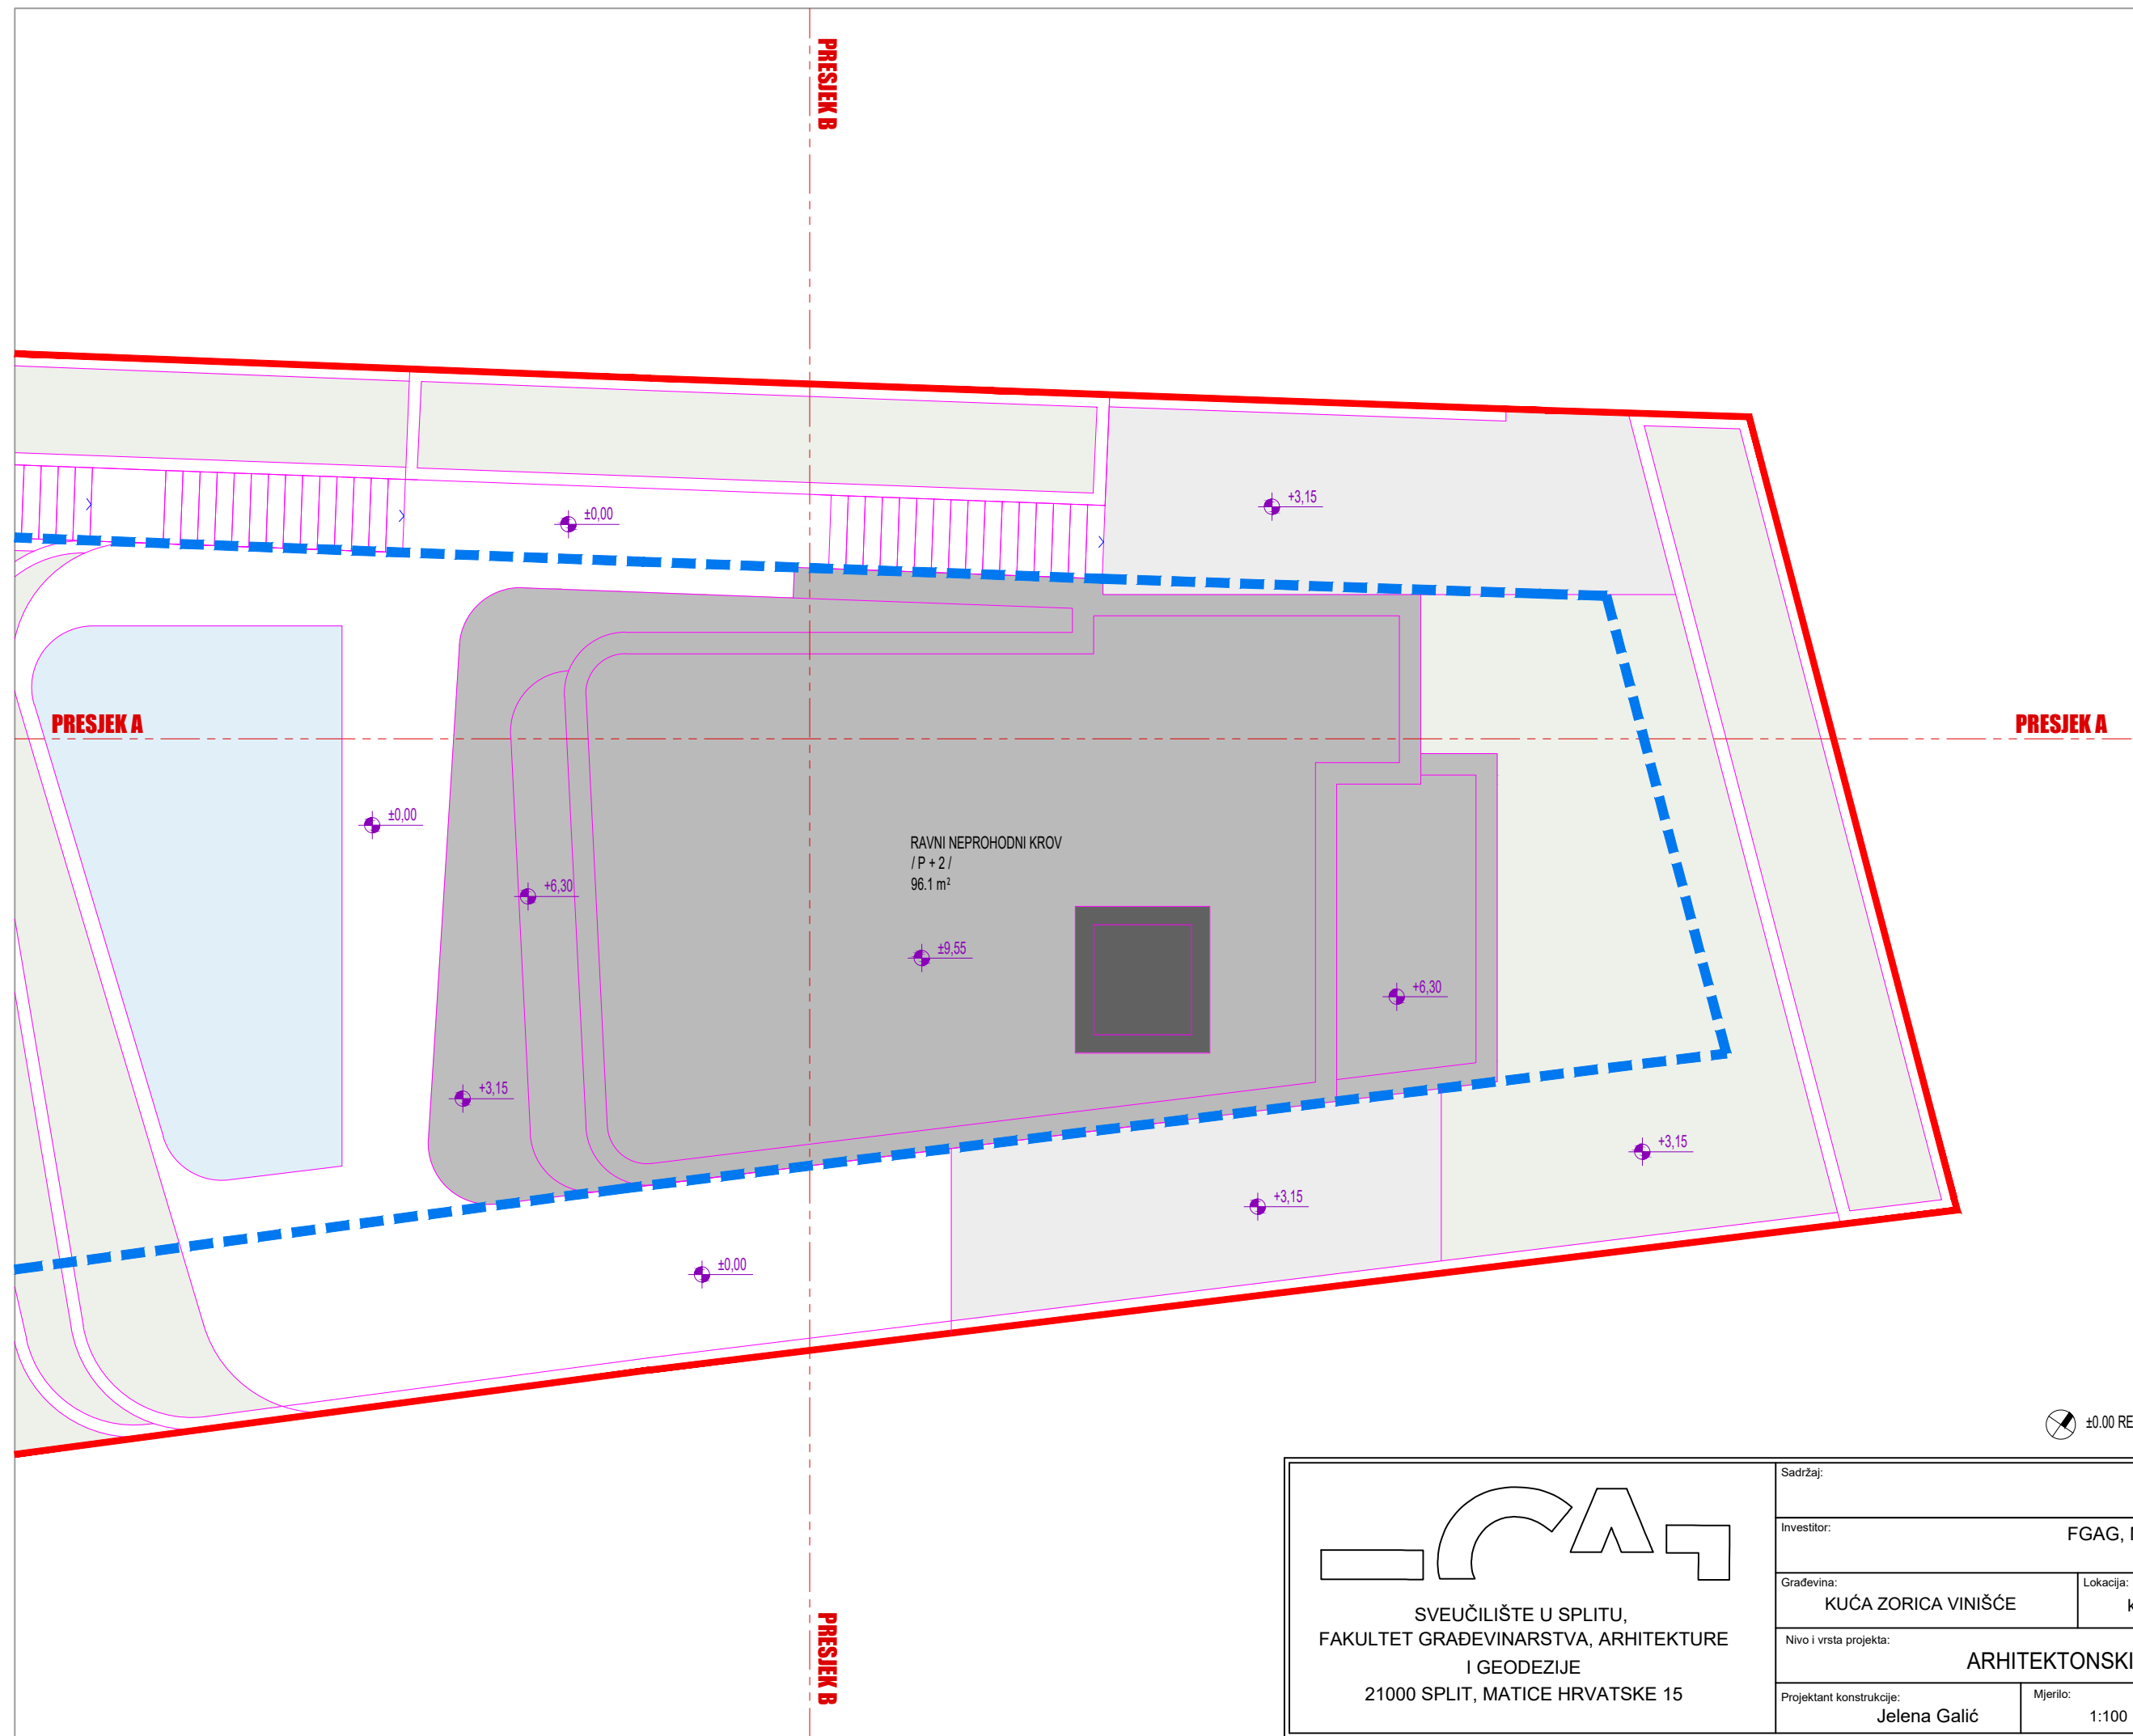 PRESJEK B
+3,15
±0,00
PRESJEK A
PRESJEK A
±0,00
RAVNI NEPROHODNI KROV
/ P + 2 /
96.1 m²
+6,30
±9,55
+6,30
+3,15
+3,15
+3,15
±0,00
±0.00 RE
PRESJEK B
SVEUČILIŠTE U SPLITU,
FAKULTET GRAĐEVINARSTVA, ARHITEKTURE
I GEODEZIJE
21000 SPLIT, MATICE HRVATSKE 15
Sadržaj:
Investitor:
FGAG,
Građevina:
KUĆA ZORICA VINIŠĆE
Lokacija:
Nivo i vrsta projekta:
ARHITEKTONSKI
Projektant konstrukcije:
Jelena Galić
Mjerilo:
1:100